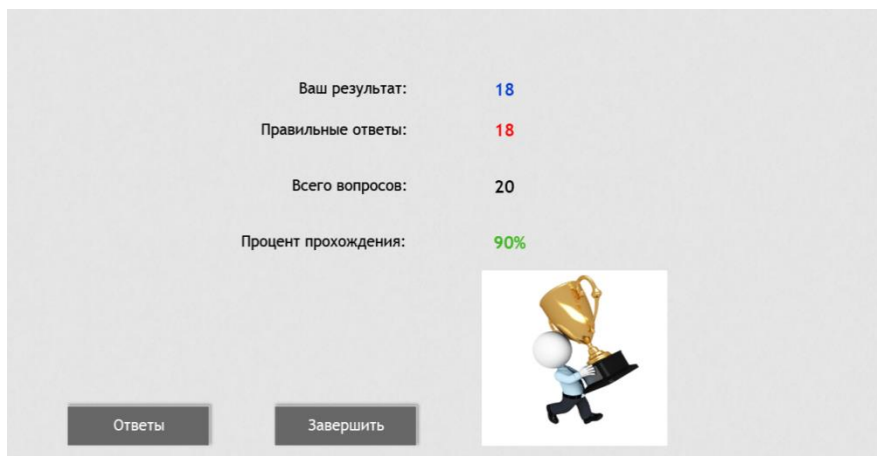 Ваш результат: 18
Правильные ответы: 18
Всего вопросов: 20
Процент прохождения: 90%
Ответы Завершить